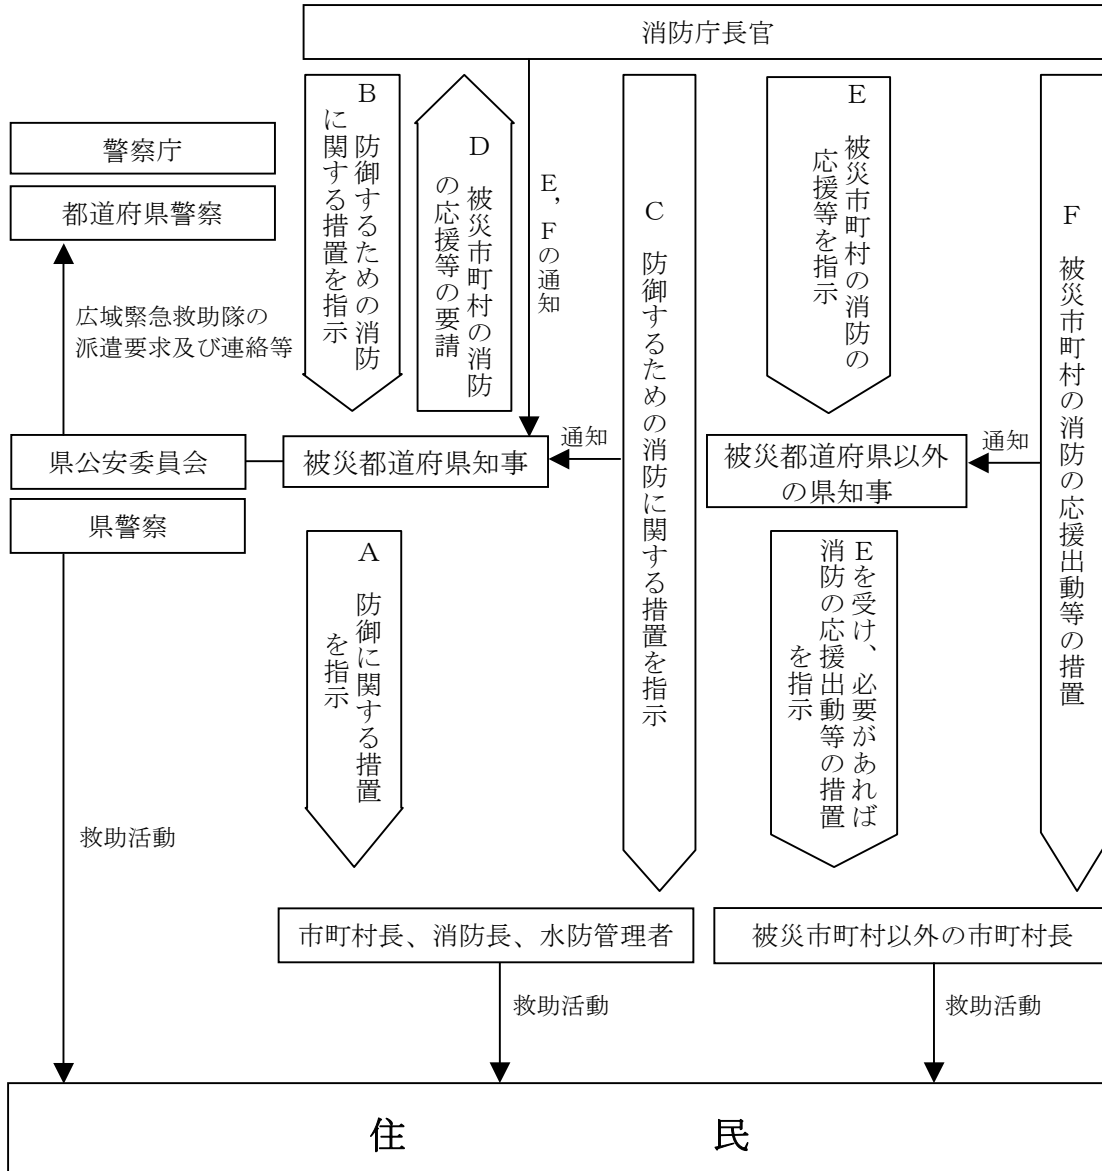 消防庁長官
警察庁
都道府県警察
広域緊急救助隊の
派遣要求及び連絡等
B 防御するための消防
に関する措置を指示
D 被災市町村の消防
の応援等の要請
E，Fの通知
C 防御するための消防に関する措置を指示
E 被災市町村の消防の
応援等を指示
F 被災市町村の消防の応援出動等の措置
県公安委員会
被災都道府県知事
通知
被災都道府県以外
の県知事
通知
県警察
A 防御に関する措置
を指示
Eを受け、必要があれば
消防の応援出動等の措置
を指示
救助活動
市町村長、消防長、水防管理者
被災市町村以外の市町村長
救助活動
救助活動
住 民